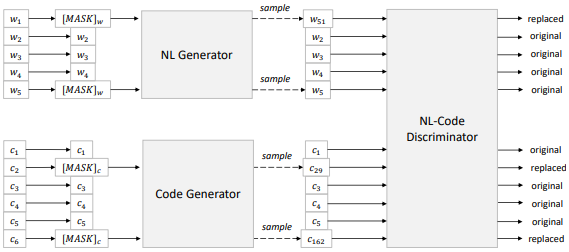 w1 [MASK]w sample w51 replaced
w2 w2 w2 original
w3 w3 NL Generator w3 original
w4 w4 w4 original
w5 [MASK]w sample w5 original
NL-Code
Discriminator
c1 c1 c1 original
c2 [MASK]c sample c29 replaced
c3 c3 c3 original
c4 c4 Code Generator c4 original
c5 c5 c5 original
c6 [MASK]c sample c162 replaced